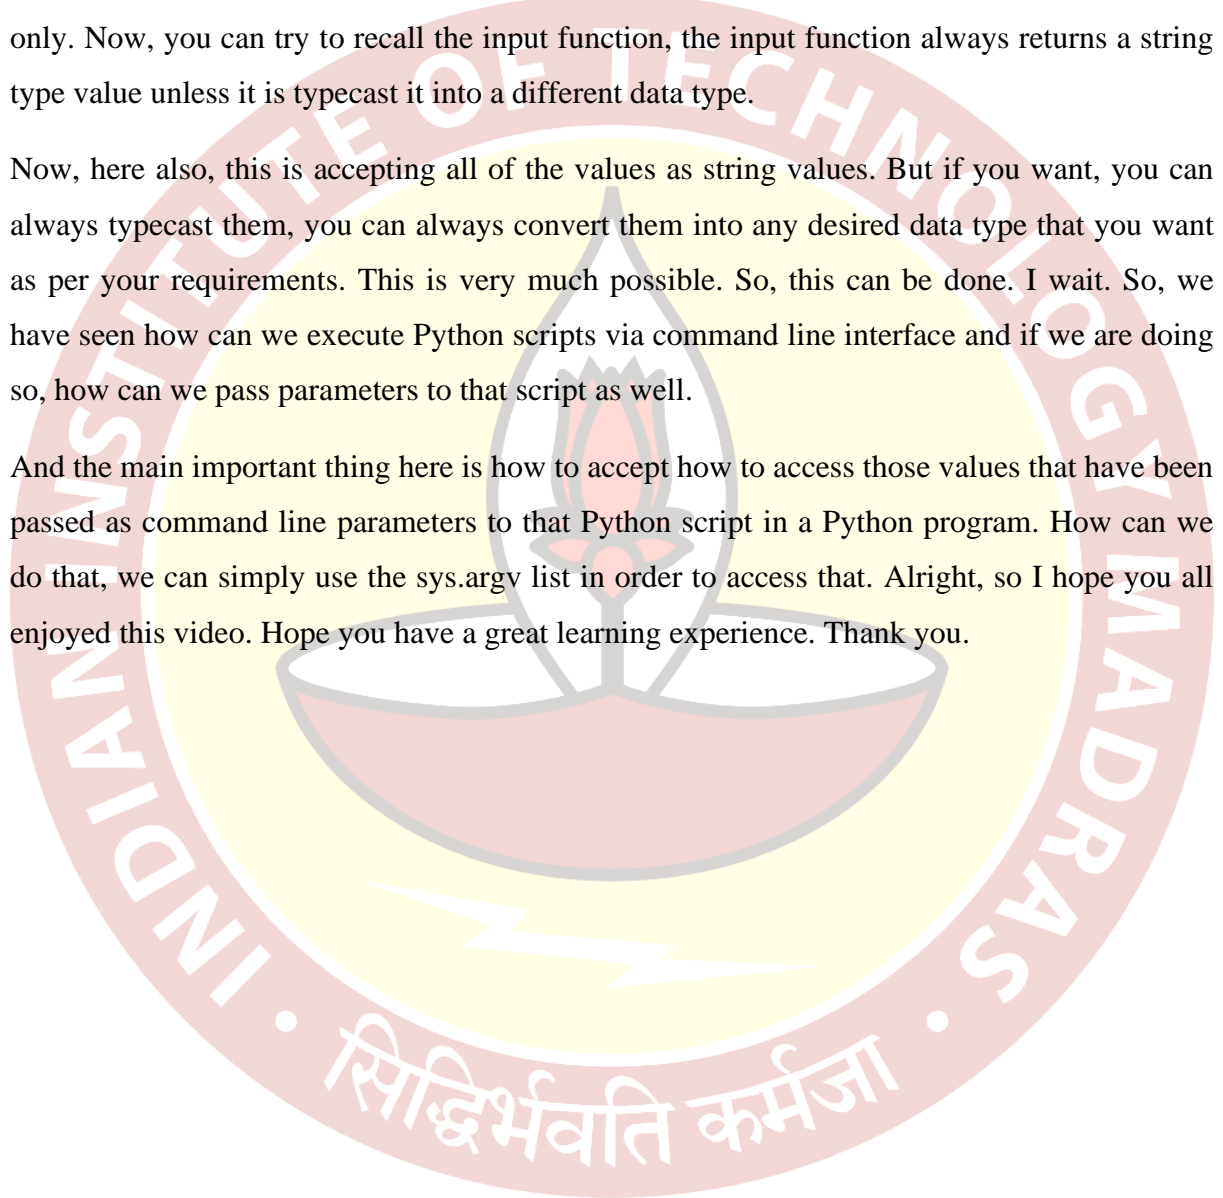 only. Now, you can try to recall the input function, the input function always returns a string
type value unless it is typecast it into a different data type.
Now, here also, this is accepting all of the values as string values. But if you want, you can
always typecast them, you can always convert them into any desired data type that you want
as per your requirements. This is very much possible. So, this can be done. I wait. So, we
have seen how can we execute Python scripts via command line interface and if we are doing
so, how can we pass parameters to that script as well.
And the main important thing here is how to accept how to access those values that have been
passed as command line parameters to that Python script in a Python program. How can we
do that, we can simply use the sys.argv list in order to access that. Alright, so I hope you all
enjoyed this video. Hope you have a great learning experience. Thank you.
INDIAN INSTITUTE OF TECHNOLOGY MADRAS
सिद्धिर्भवति कर्मजा